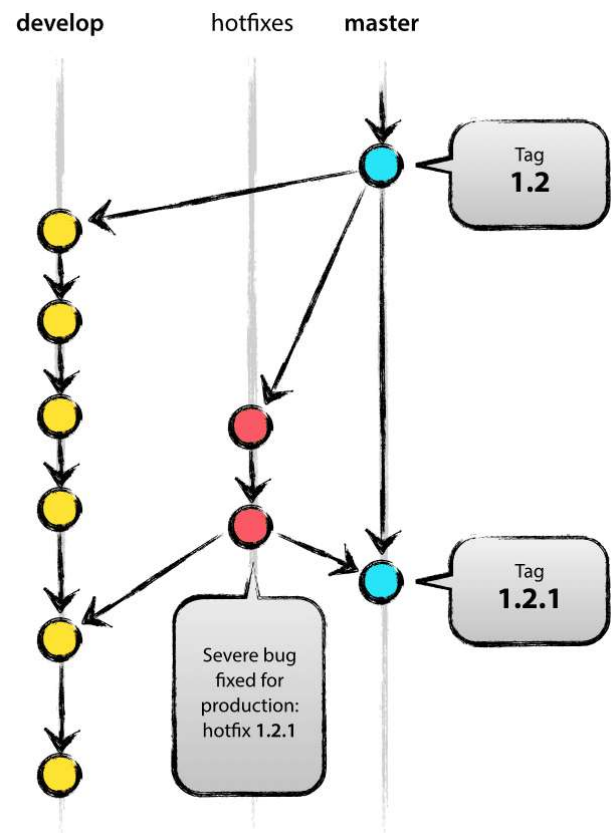 develop
hotfixes
master
Tag
1.2
Tag
1.2.1
Severe bug
fixed for
production:
hotfix 1.2.1